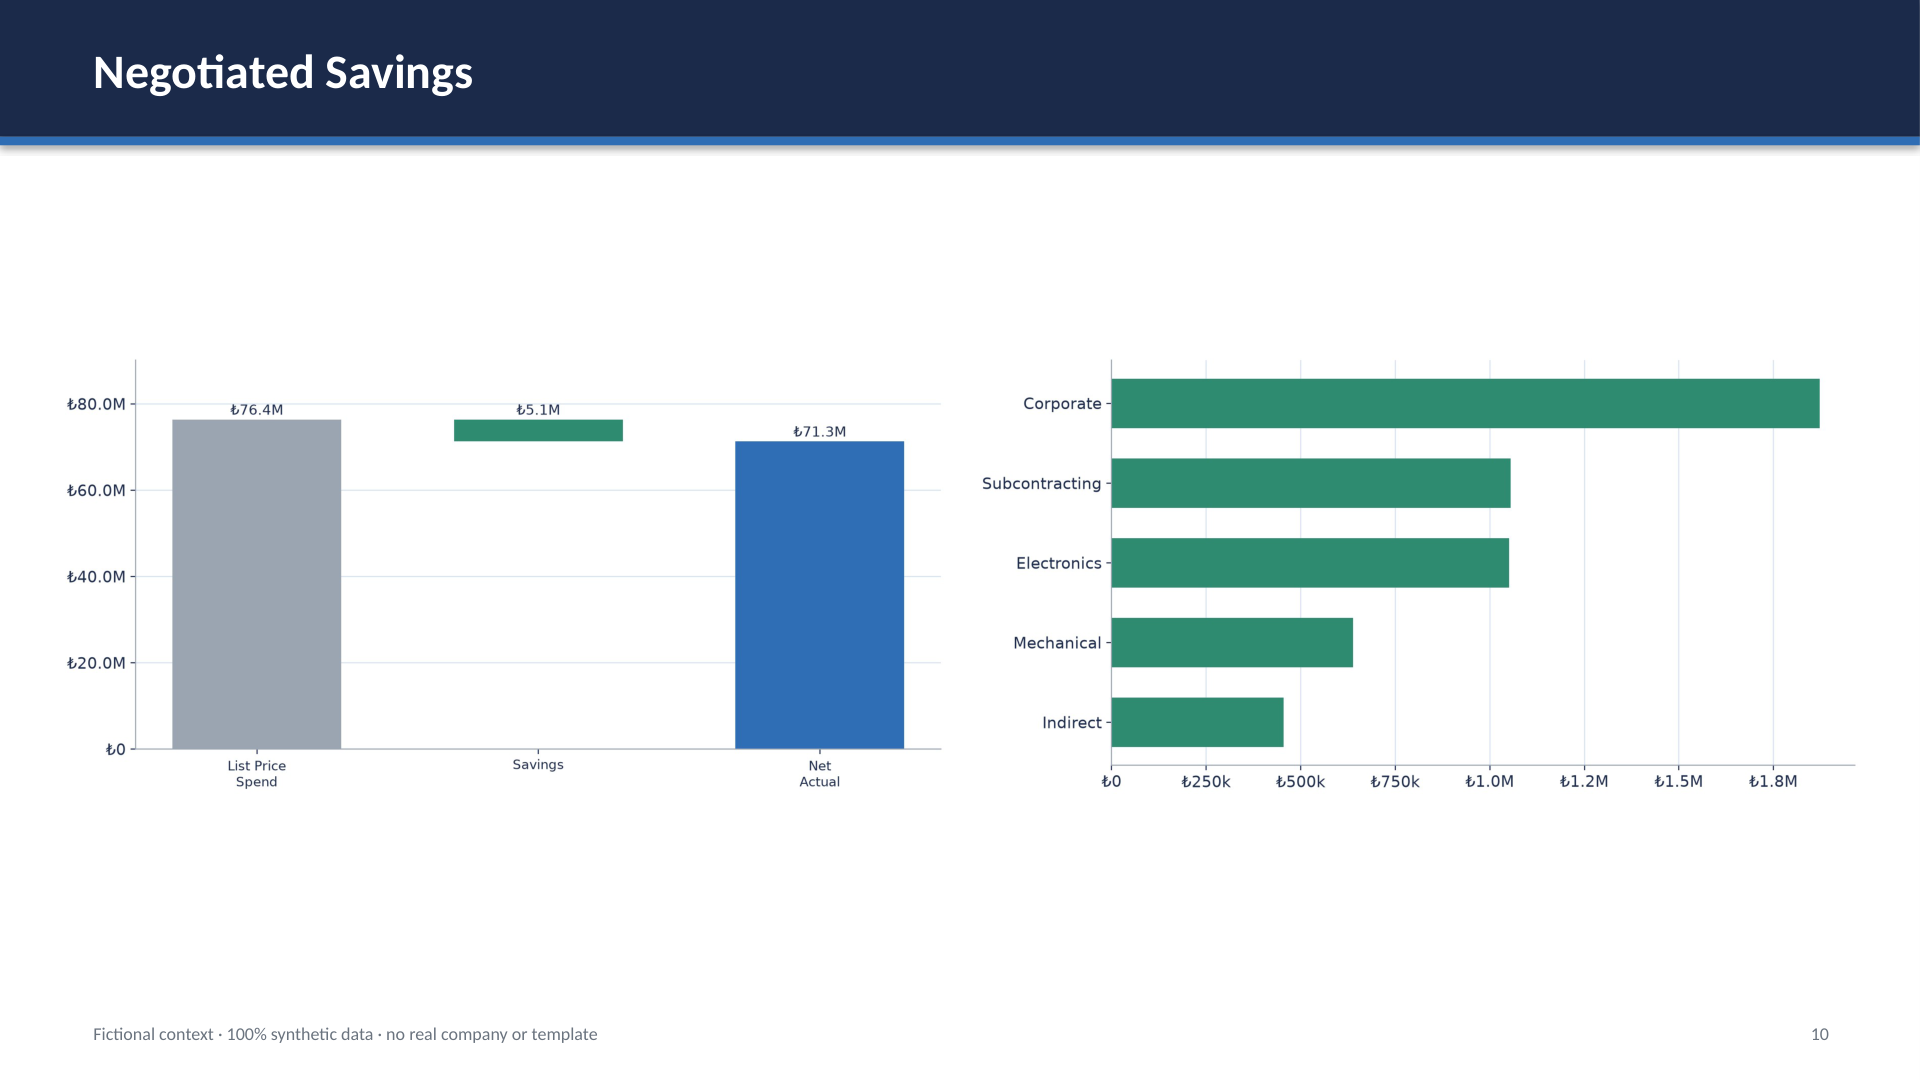 Negotiated Savings
₺80.0M
₺60.0M
₺40.0M
₺20.0M
₺0
₺76.4M
₺5.1M
₺71.3M
List Price
Spend
Savings
Net
Actual
Corporate
Subcontracting
Electronics
Mechanical
Indirect
₺0 ₺250k ₺500k ₺750k ₺1.0M ₺1.2M ₺1.5M ₺1.8M
Fictional context · 100% synthetic data · no real company or template
10